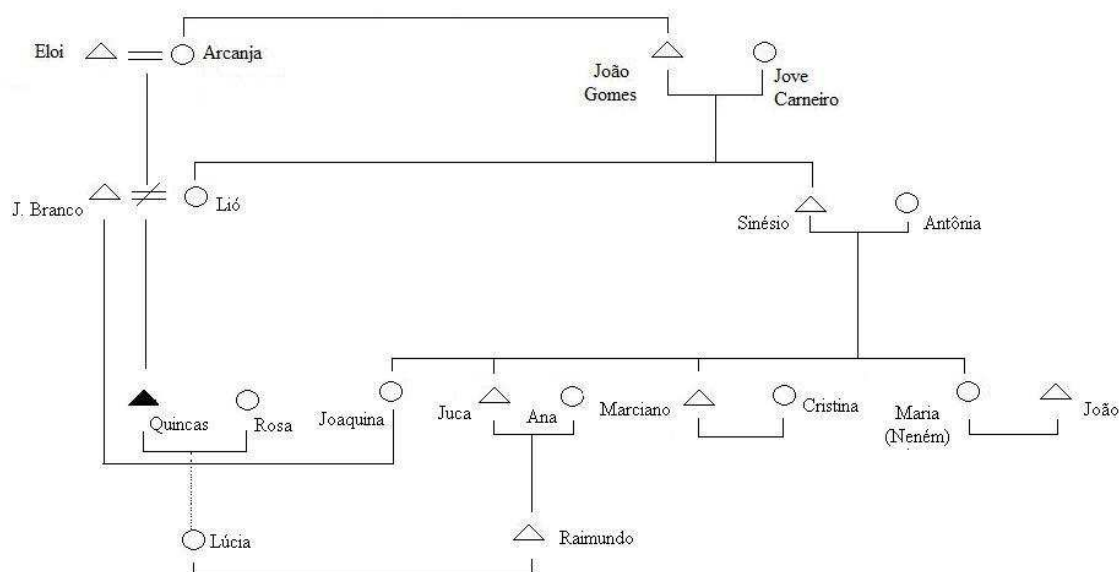 Eloi
Arcanja
João
Gomes
Jove
Carneiro
J. Branco
Lió
Sinésio
Antônia
Quincas
Rosa
Joaquina
Juca
Ana
Marciano
Cristina
Maria
(Neném)
João
Lúcia
Raimundo